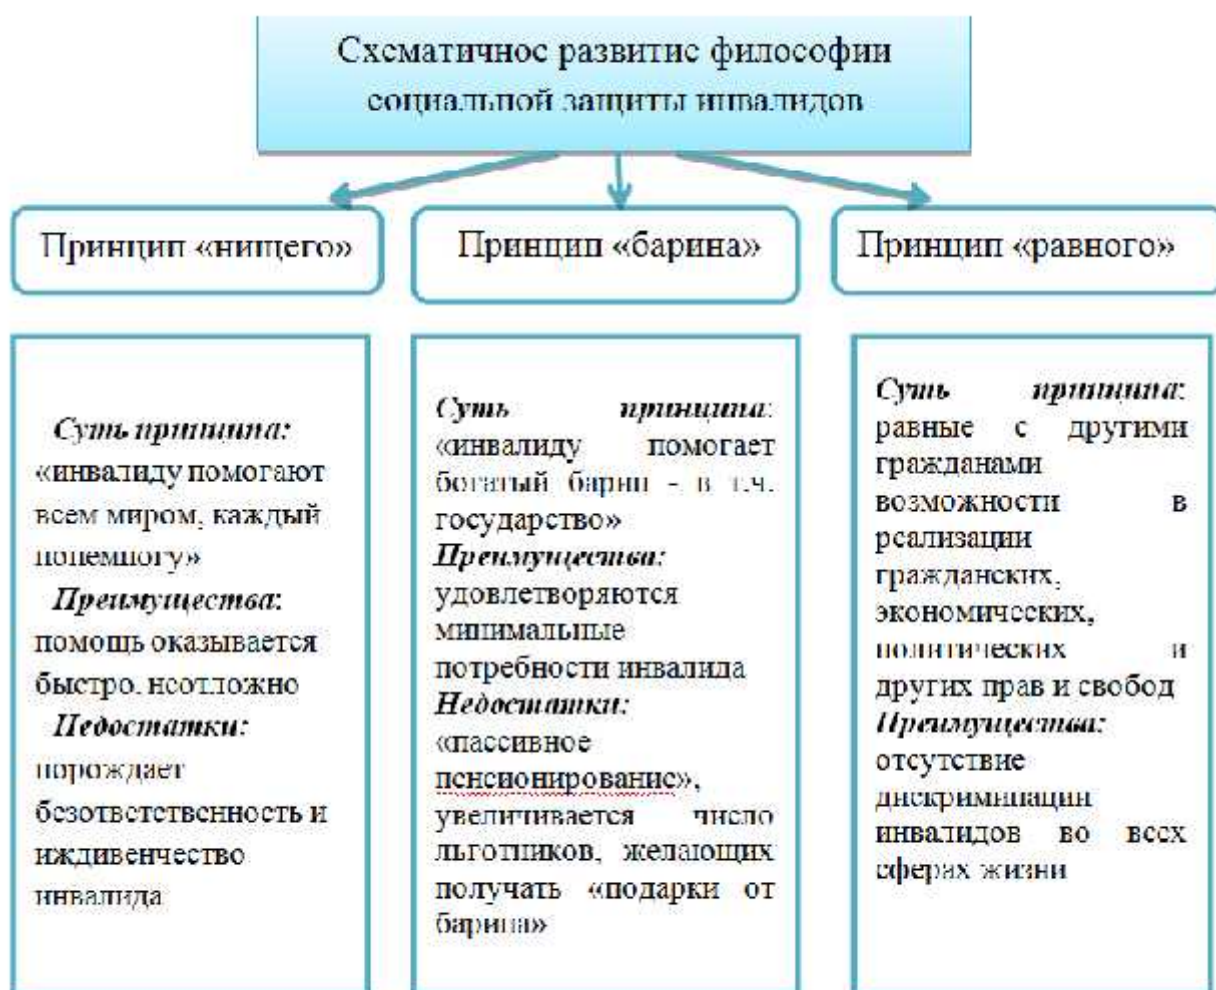 Схематичное развитие философии
социальной защиты инвалидов
Принцип «нищего»
Принцип «барина»
Принцип «равного»
Суть принципа:
«инвалиду помогают
всем миром, каждый
понемногу»
Преимущества:
помощь оказывается
быстро, неотложно
Недостатки:
порождает
безответственность и
иждивенчество
инвалида
Суть принципа:
«инвалиду помогает
богатый барин - в т.ч.
государство»
Преимущества:
удовлетворяются
минимальные
потребности инвалида
Недостатки:
«пассивное
пенсионирование»,
увеличивается число
льготников, желающих
получать «подарки от
барина»
Суть принципа:
равные с другими
гражданами
возможности в
реализации
гражданских,
экономических,
политических и
других прав и свобод
Преимущества:
отсутствие
дискриминации
инвалидов во всех
сферах жизни